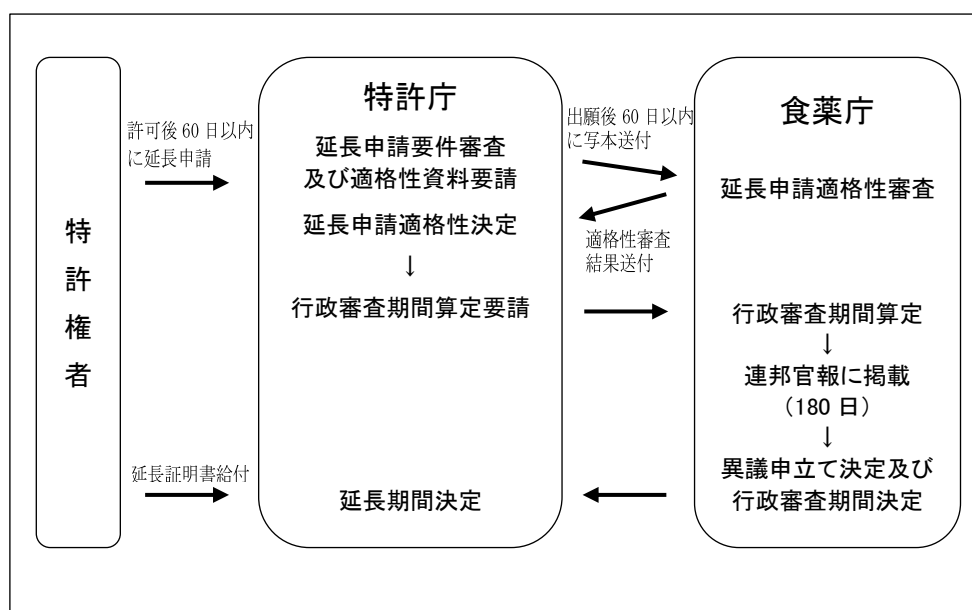 特許権者
許可後 60 日以内
に延長申請
延長証明書給付
特許庁
延長申請要件審査
及び適格性資料要請
延長申請適格性決定
↓
行政審査期間算定要請
延長期間決定
出願後 60 日以内
に写本送付
適格性審査
結果送付
食薬庁
延長申請適格性審査
行政審査期間算定
↓
連邦官報に掲載
（180 日）
↓
異議申立て決定及び
行政審査期間決定